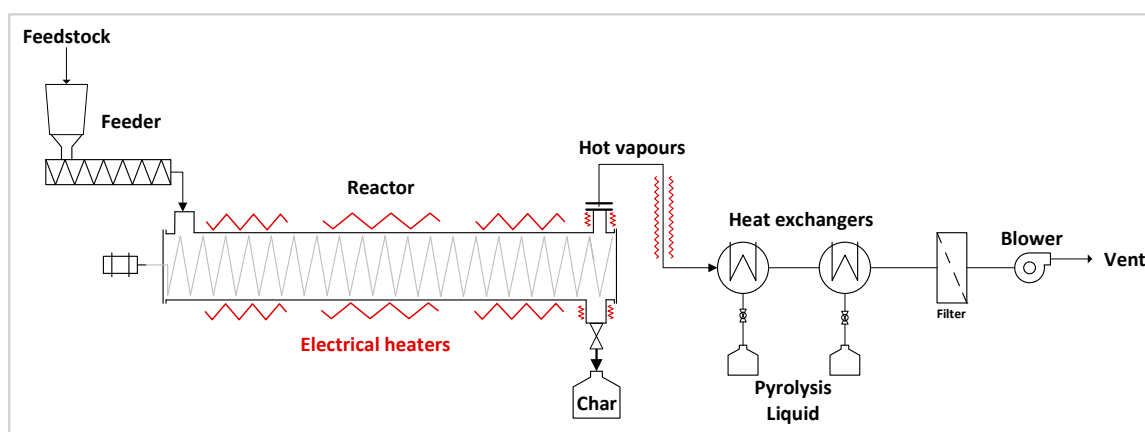 Feedstock
Feeder
Reactor
Hot vapours
Heat exchangers
Blower
Vent
Filter
Electrical heaters
Char
Pyrolysis
Liquid